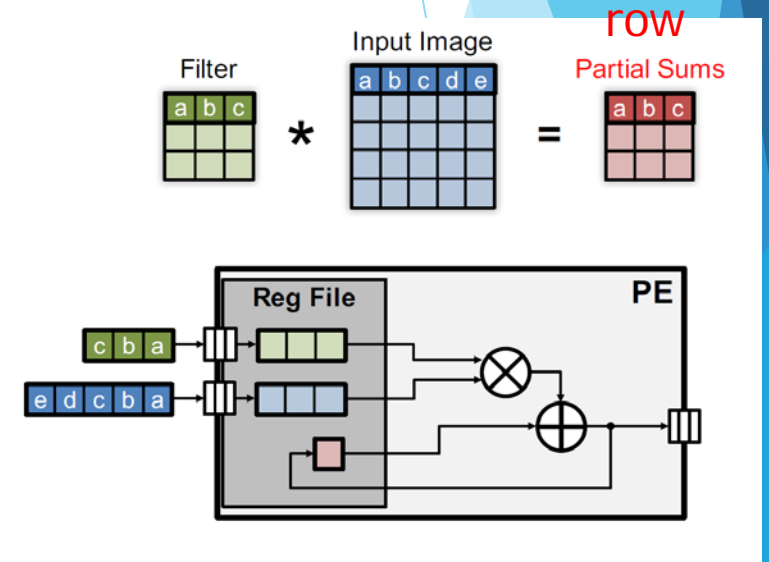 row
Input Image
Filter
Partial Sums
a b c
a b c d e
a b c
*
=
Reg File
PE
c b a
e d c b a